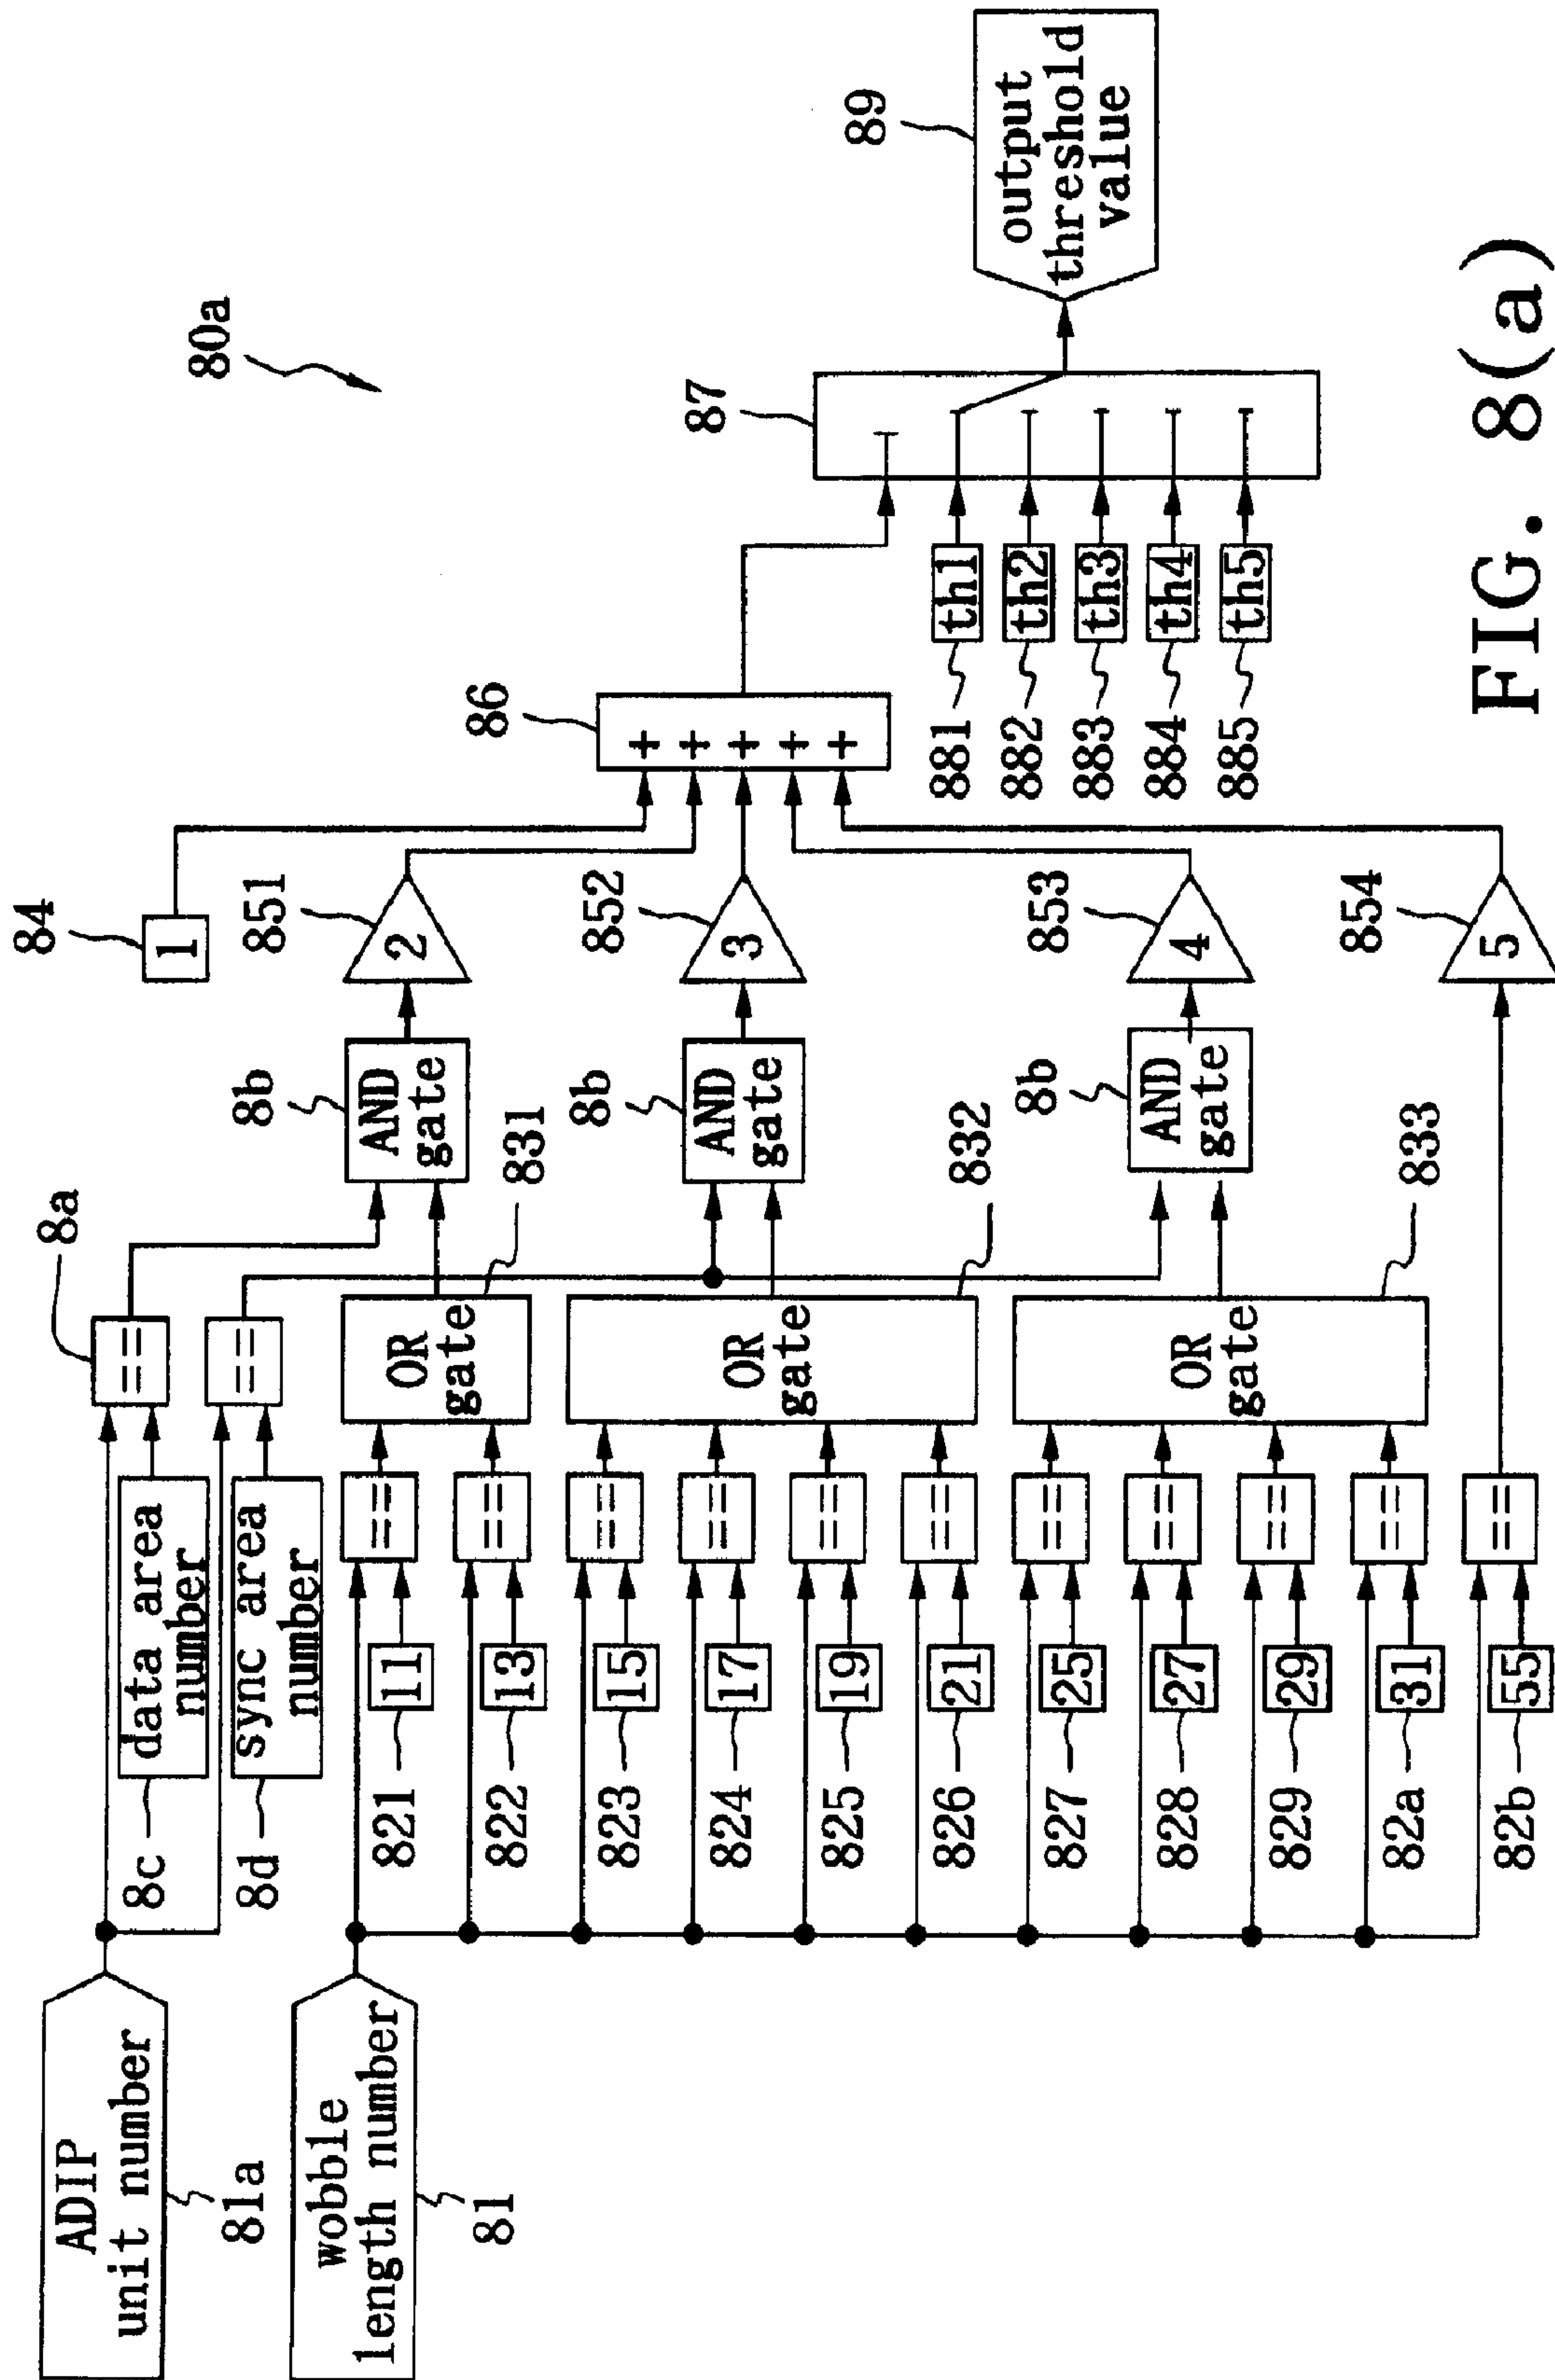 80a
ADIP
unit number
81a
wobble
length number
81
8c
data area
number
8d
sync area
number
8a
==
==
821
11
==
822
13
==
823
15
==
824
17
==
825
19
==
826
21
==
827
25
==
828
27
==
829
29
==
82a
31
==
82b
55
==
OR
gate
831
OR
gate
832
OR
gate
833
8b
AND
gate
8b
AND
gate
8b
AND
gate
84
1
851
2
852
3
853
4
854
5
86
+
+
+
+
+
87
881
th1
882
th2
883
th3
884
th4
885
th5
89
output
threshold
value
FIG. 8(a)